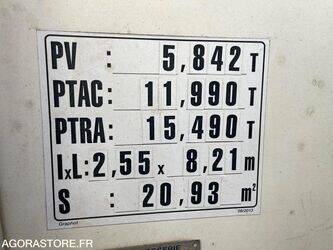 PV : 5,842 T
PTAC: 11,990 T
PTRA: 15,490 T
IxL: 2,55 x 8,21 m
S : 20,93 m²
Graphot
AGORASTORE.FR